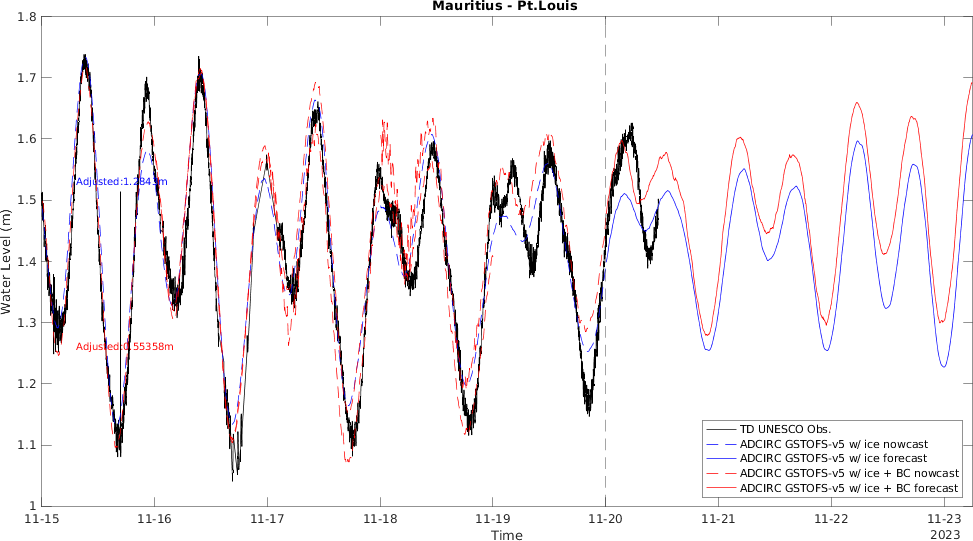 Mauritius - Pt.Louis
1.8
1.7
1.6
1.5
1.4
1.3
1.2
1.1
1
Water Level (m)
Adjusted:1.2841m
Adjusted:0.55358m
TD UNESCO Obs.
ADCIRC GSTOFS-v5 w/ ice nowcast
ADCIRC GSTOFS-v5 w/ ice forecast
ADCIRC GSTOFS-v5 w/ ice + BC nowcast
ADCIRC GSTOFS-v5 w/ ice + BC forecast
11-15 11-16 11-17 11-18 11-19 11-20 11-21 11-22 11-23
Time 2023